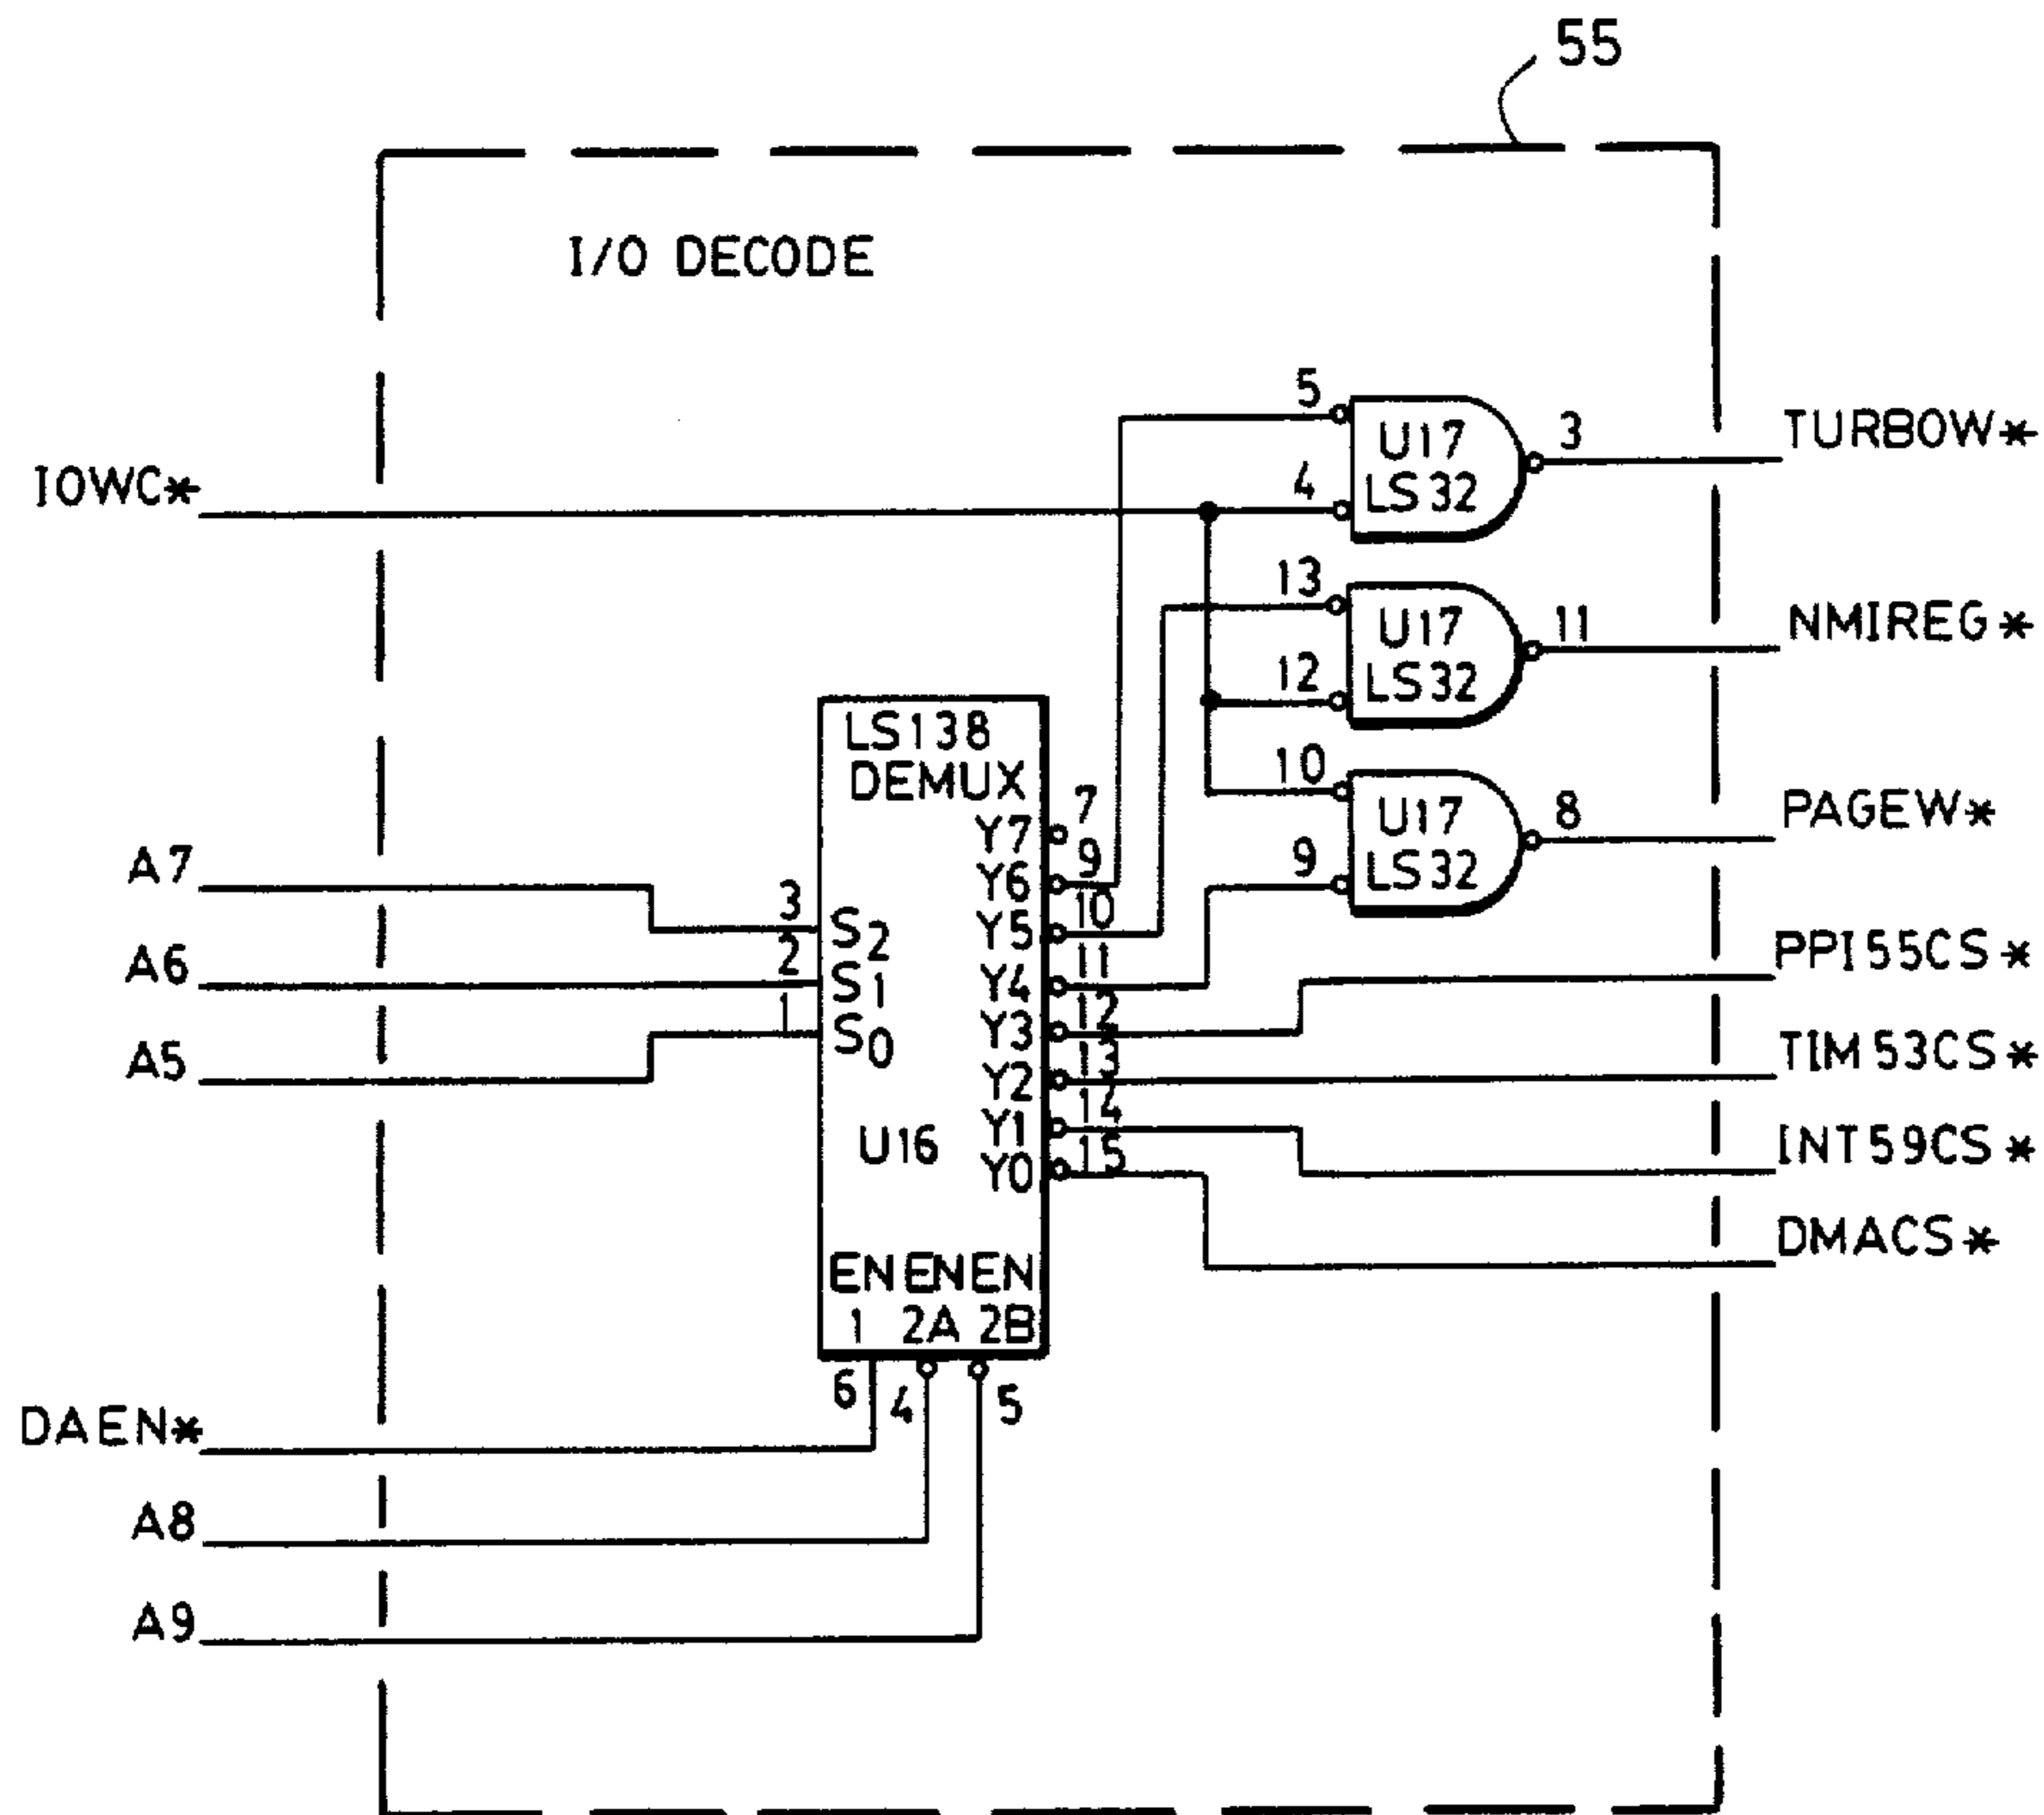 55
I/O DECODE
IOWC*
5
4
U17
LS32
3
TURBOW*
13
12
U17
LS32
11
NMIREG*
10
9
U17
LS32
8
PAGEW*
LS138
DEMUX
A7
A6
A5
3
2
1
S2
S1
S0
U16
Y7
Y6
Y5
Y4
Y3
Y2
Y1
Y0
7
9
10
11
12
13
14
15
PPI55CS*
TIM53CS*
INT59CS*
DMACS*
EN EN EN
1 2A 2B
6
4
5
DAEN*
A8
A9